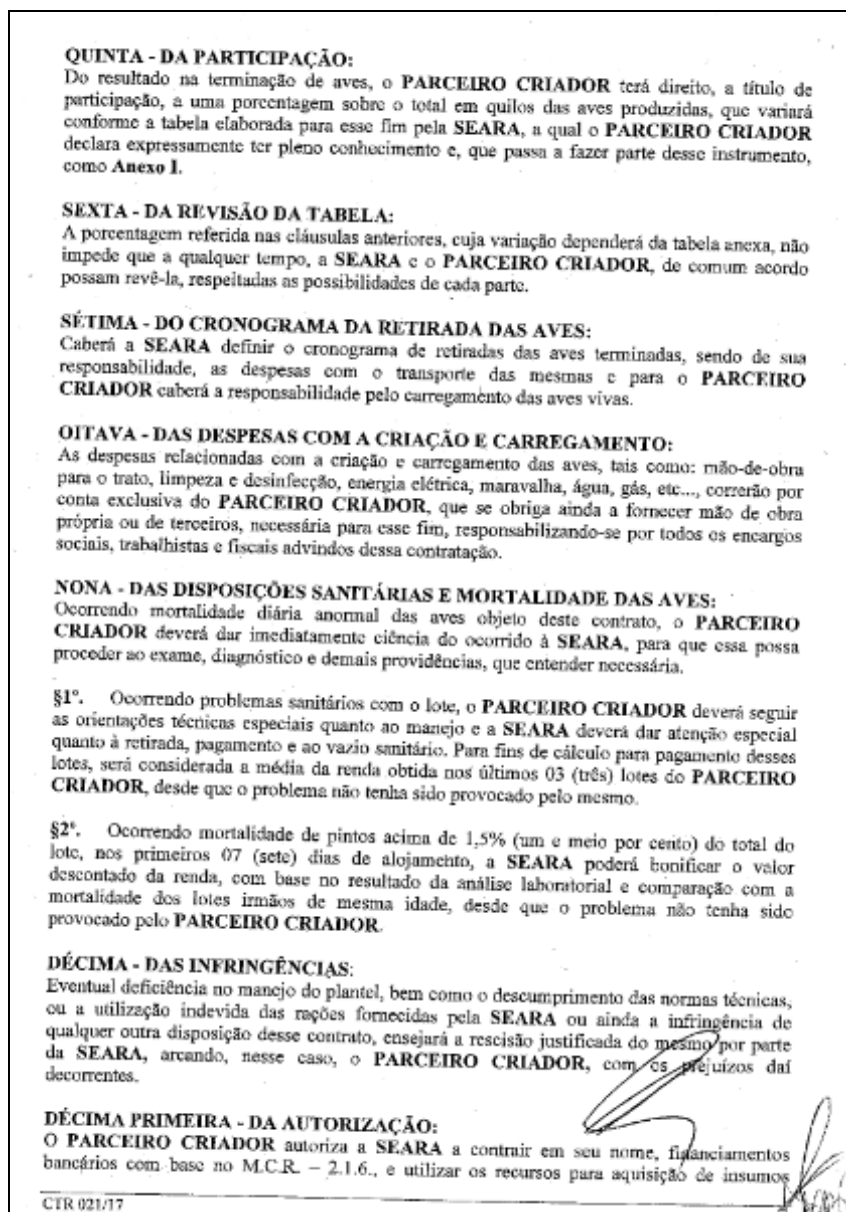 QUINTA - DA PARTICIPAÇÃO:
Do resultado na terminação de aves, o PARCEIRO CRIADOR terá direito, a título de
participação, a uma porcentagem sobre o total em quilos das aves produzidas, que variará
conforme a tabela elaborada para esse fim pela SEARA, a qual o PARCEIRO CRIADOR
declara expressamente ter pleno conhecimento e, que passa a fazer parte desse instrumento,
como Anexo I.
SEXTA - DA REVISÃO DA TABELA:
A porcentagem referida nas cláusulas anteriores, cuja variação dependerá da tabela anexa, não
impede que a qualquer tempo, a SEARA e o PARCEIRO CRIADOR, de comum acordo
possam revê-la, respeitadas as possibilidades de cada parte.
SÉTIMA - DO CRONOGRAMA DA RETIRADA DAS AVES:
Caberá a SEARA definir o cronograma de retiradas das aves terminadas, sendo de sua
responsabilidade, as despesas com o transporte das mesmas e para o PARCEIRO
CRIADOR caberá a responsabilidade pelo carregamento das aves vivas.
OITAVA - DAS DESPESAS COM A CRIAÇÃO E CARREGAMENTO:
As despesas relacionadas com a criação e carregamento das aves, tais como: mão-de-obra
para o trato, limpeza e desinfecção, energia elétrica, maravalha, água, gás, etc..., correrão por
conta exclusiva do PARCEIRO CRIADOR, que se obriga ainda a fornecer mão de obra
própria ou de terceiros, necessária para esse fim, responsabilizando-se por todos os encargos
sociais, trabalhistas e fiscais advindos dessa contratação.
NONA - DAS DISPOSIÇÕES SANITÁRIAS E MORTALIDADE DAS AVES:
Ocorrendo mortalidade diária anormal das aves objeto deste contrato, o PARCEIRO
CRIADOR deverá dar imediatamente ciência do ocorrido à SEARA, para que essa possa
proceder ao exame, diagnóstico e demais providências, que entender necessária.
§1º. Ocorrendo problemas sanitários com o lote, o PARCEIRO CRIADOR deverá seguir
as orientações técnicas especiais quanto ao manejo e a SEARA deverá dar atenção especial
quanto à retirada, pagamento e ao vazio sanitário. Para fins de cálculo para pagamento desses
lotes, será considerada a média da renda obtida nos últimos 03 (três) lotes do PARCEIRO
CRIADOR, desde que o problema não tenha sido provocado pelo mesmo.
§2º. Ocorrendo mortalidade de pintos acima de 1,5% (um e meio por cento) do total do
lote, nos primeiros 07 (sete) dias de alojamento, a SEARA poderá bonificar o valor
descontado da renda, com base no resultado da análise laboratorial e comparação com a
mortalidade dos lotes irmãos de mesma idade, desde que o problema não tenha sido
provocado pelo PARCEIRO CRIADOR.
DÉCIMA - DAS INFRINGÊNCIAS:
Eventual deficiência no manejo do plantel, bem como o descumprimento das normas técnicas,
ou a utilização indevida das rações fornecidas pela SEARA ou ainda a infringência de
qualquer outra disposição desse contrato, ensejará a rescisão justificada do mesmo por parte
da SEARA, arcando, nesse caso, o PARCEIRO CRIADOR, com os prejuízos daí
decorrentes.
DÉCIMA PRIMEIRA - DA AUTORIZAÇÃO:
O PARCEIRO CRIADOR autoriza a SEARA a contrair em seu nome, financiamentos
bancários com base no M.C.R. – 2.1.6., e utilizar os recursos para aquisição de insumos
CTR 021/17